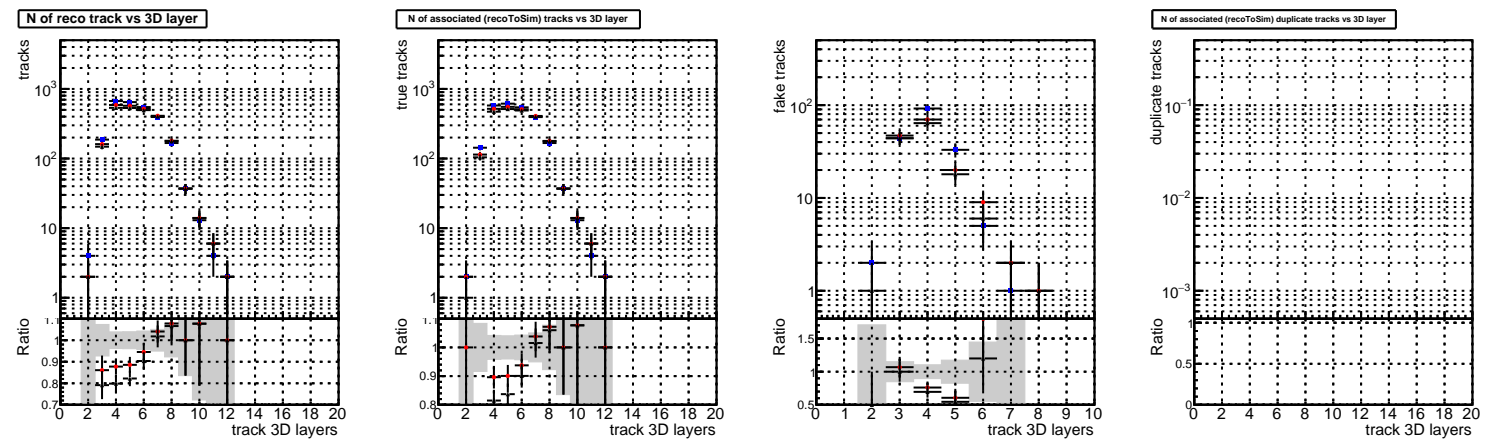 N of reco track vs 3D layer
tracks
10³
10²
10
1
Ratio
1.1
1
0.9
0.8
0.7
0 2 4 6 8 10 12 14 16 18 20
track 3D layers
N of associated (recoToSim) tracks vs 3D layer
true tracks
10³
10²
10
1
Ratio
1
0.9
0.8
0 2 4 6 8 10 12 14 16 18 20
track 3D layers
fake tracks
10²
10
1
Ratio
1.5
1
0.5
0 1 2 3 4 5 6 7 8 9 10
track 3D layers
N of associated (recoToSim) duplicate tracks vs 3D layer
duplicate tracks
10⁻¹
10⁻²
10⁻³
Ratio
1
0.5
0
0 2 4 6 8 10 12 14 16 18 20
track 3D layers